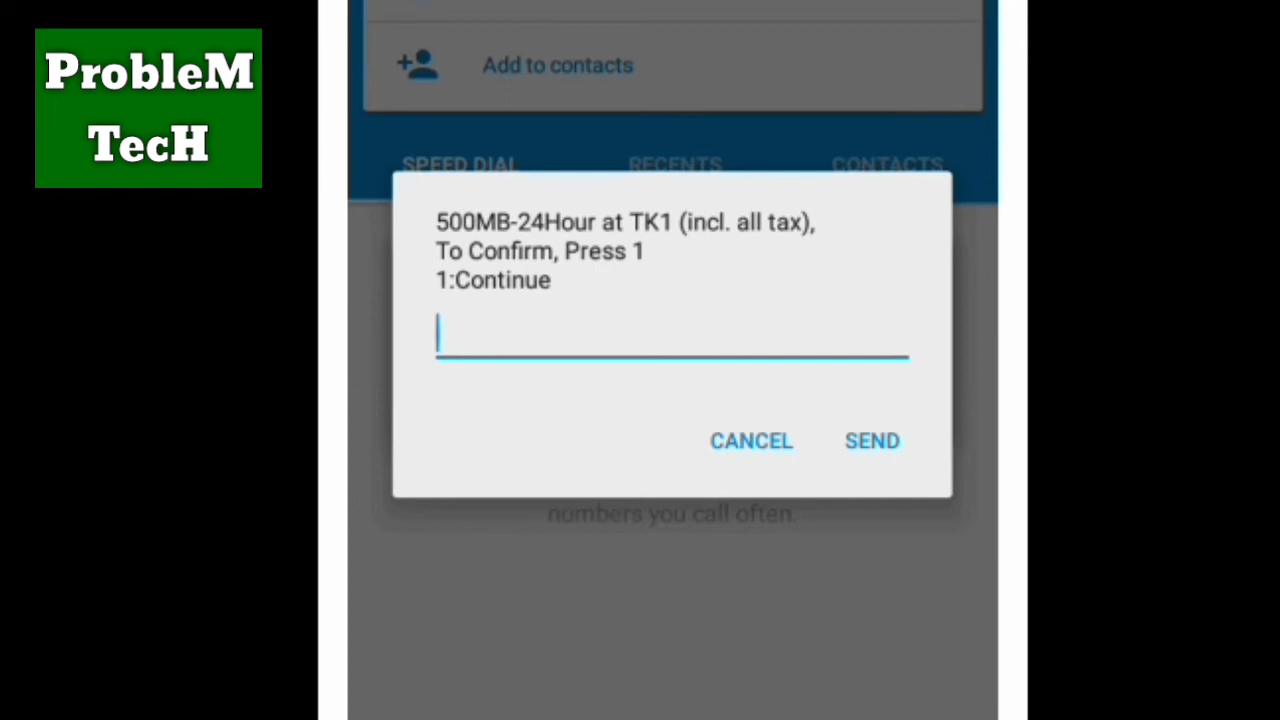 ProbleM
TecH
Add to contacts
SPEED DIAL
RECENTS
CONTACTS
500MB-24Hour at TK1 (incl. all tax),
To Confirm, Press 1
1:Continue
CANCEL
SEND
numbers you call often.